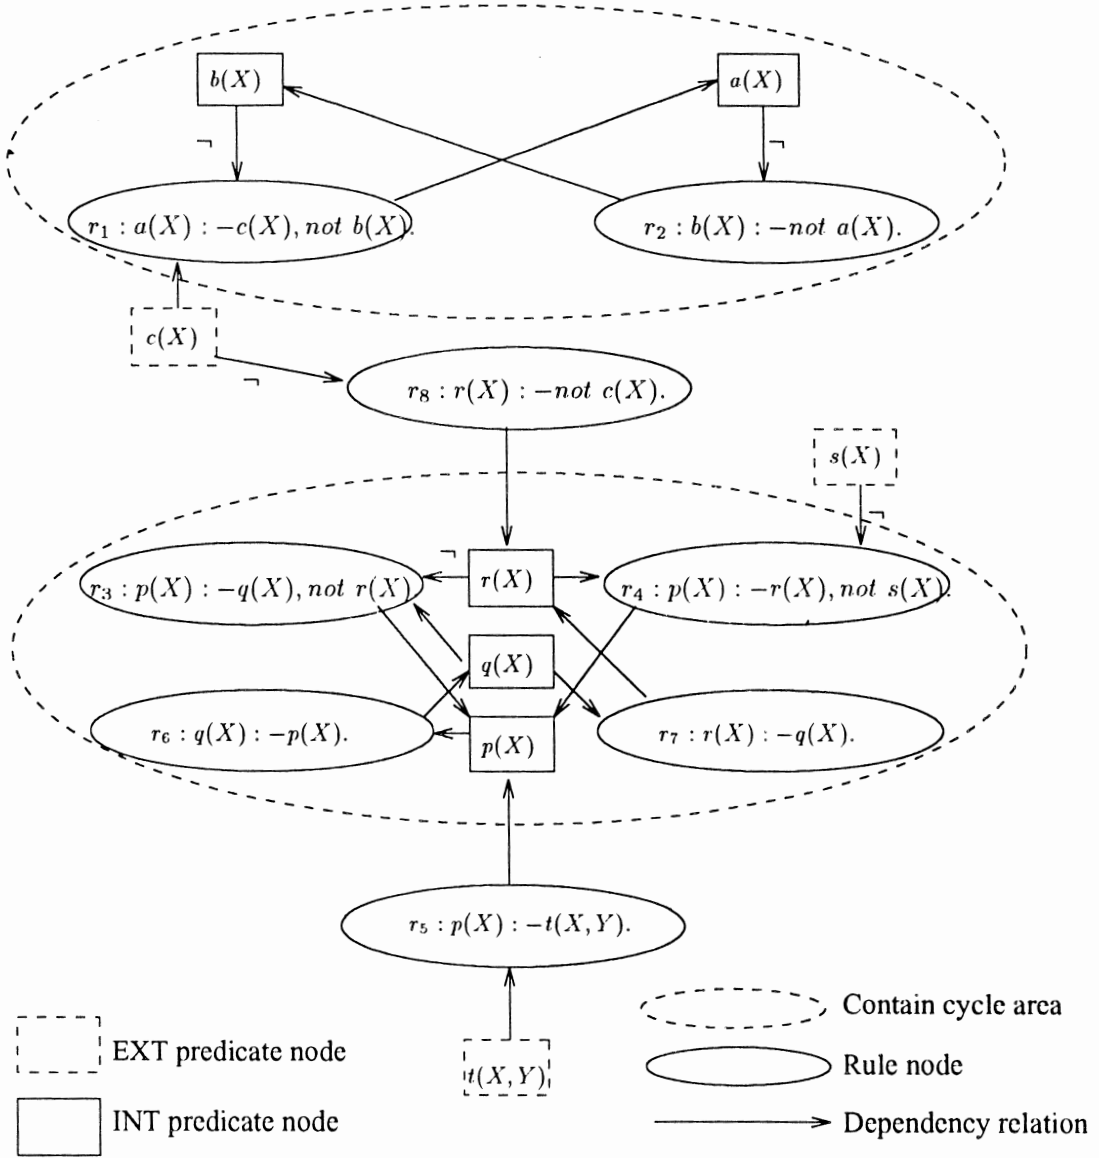 b(X)
a(X)
¬
¬
r₁ : a(X) : −c(X), not b(X).
r₂ : b(X) : −not a(X).
c(X)
¬
r₈ : r(X) : −not c(X).
s(X)
¬
¬
r₃ : p(X) : −q(X), not r(X)
r(X)
r₄ : p(X) : −r(X), not s(X).
q(X)
r₆ : q(X) : −p(X).
p(X)
r₇ : r(X) : −q(X).
r₅ : p(X) : −t(X, Y).
t(X, Y)
Contain cycle area
EXT predicate node
Rule node
INT predicate node
Dependency relation